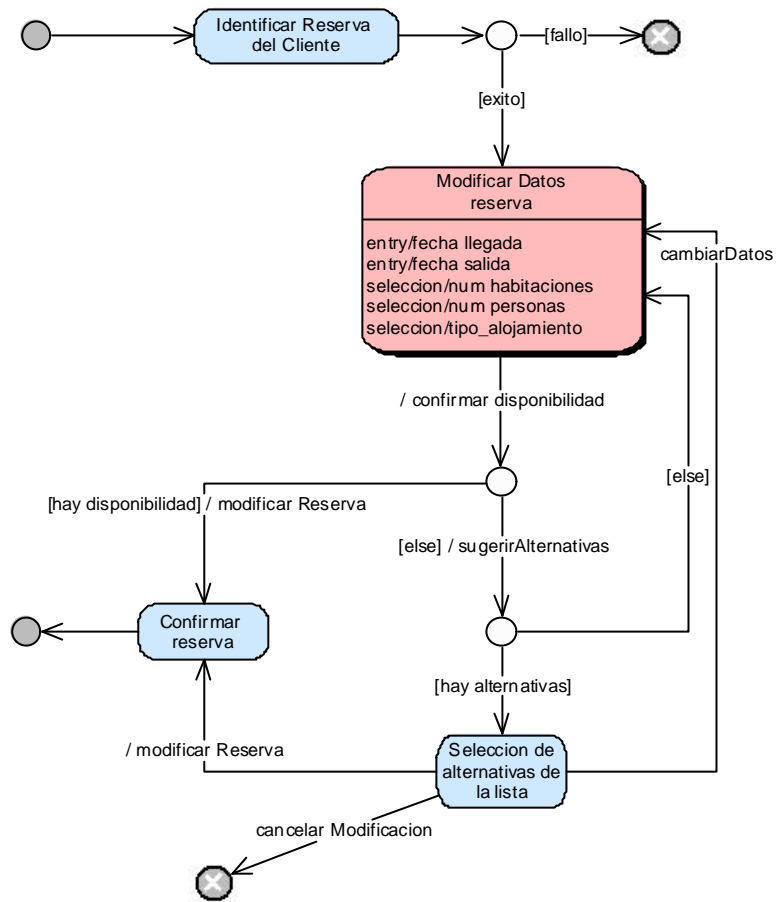 Identificar Reserva
del Cliente
[fallo]
[exito]
Modificar Datos
reserva
entry/fecha llegada
entry/fecha salida
seleccion/num habitaciones
seleccion/num personas
seleccion/tipo_alojamiento
cambiarDatos
/ confirmar disponibilidad
[else]
[hay disponibilidad] / modificar Reserva
[else] / sugerirAlternativas
Confirmar
reserva
[hay alternativas]
/ modificar Reserva
Seleccion de
alternativas de
la lista
cancelar Modificacion